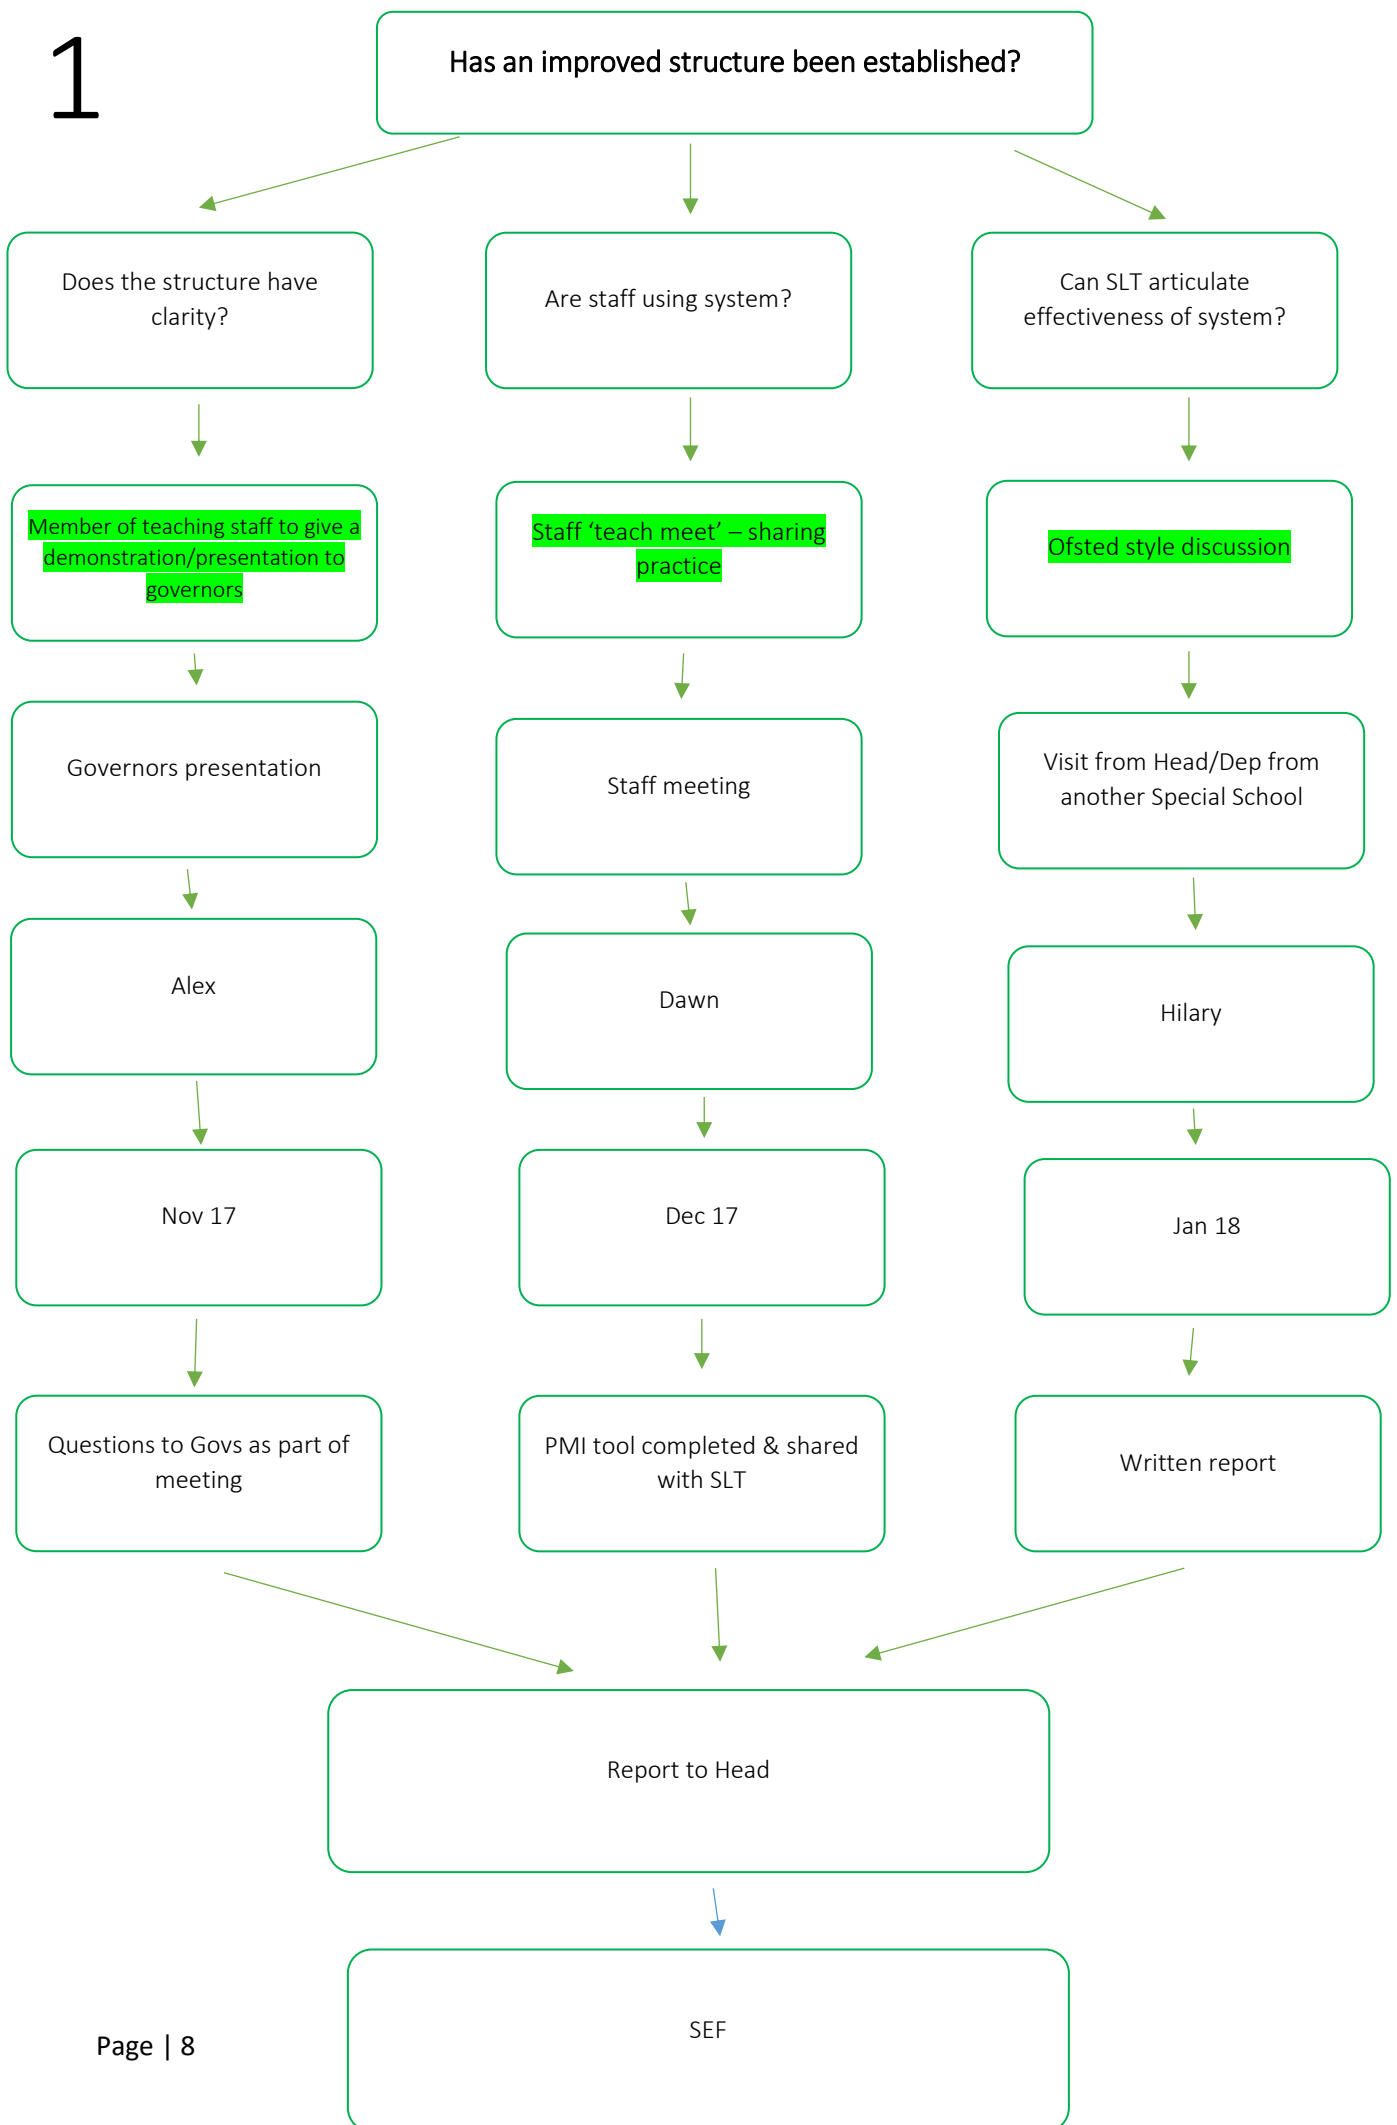 1
Has an improved structure been established?
Does the structure have
clarity?
Are staff using system?
Can SLT articulate
effectiveness of system?
Member of teaching staff to give a
demonstration/presentation to
governors
Staff ‘teach meet’ – sharing
practice
Ofsted style discussion
Governors presentation
Staff meeting
Visit from Head/Dep from
another Special School
Alex
Dawn
Hilary
Nov 17
Dec 17
Jan 18
Questions to Govs as part of
meeting
PMI tool completed & shared
with SLT
Written report
Report to Head
SEF
Page | 8